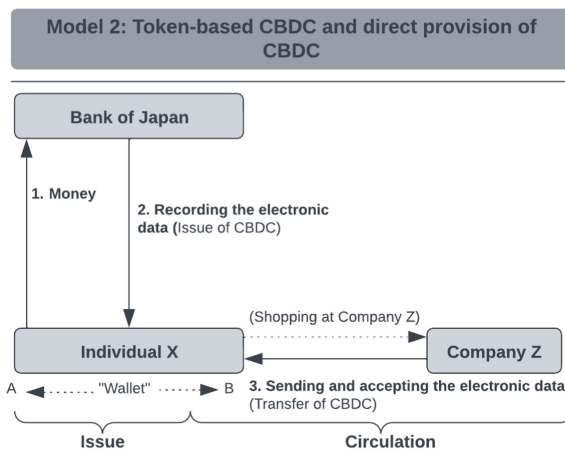 Model 2: Token-based CBDC and direct provision of
CBDC
Bank of Japan
1. Money
2. Recording the electronic
data (Issue of CBDC)
(Shopping at Company Z)
Individual X
Company Z
A "Wallet" B
3. Sending and accepting the electronic data
(Transfer of CBDC)
Issue
Circulation